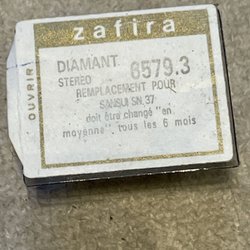 zafira
OUVRIR
DIAMANT 6579.3
STEREO
REMPLACEMENT POUR
SANSUI SN.37
doit être changé "en
moyenne", tous les 6 mois